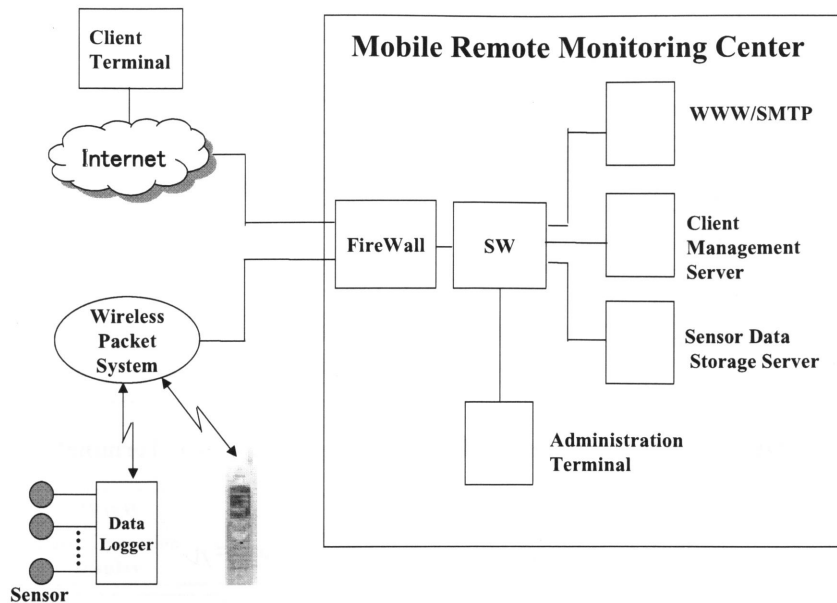 Client
Terminal
Mobile Remote Monitoring Center
WWW/SMTP
Internet
Client
Management
Server
FireWall
SW
Wireless
Packet
System
Sensor Data
Storage Server
Administration
Terminal
Data
Logger
Sensor